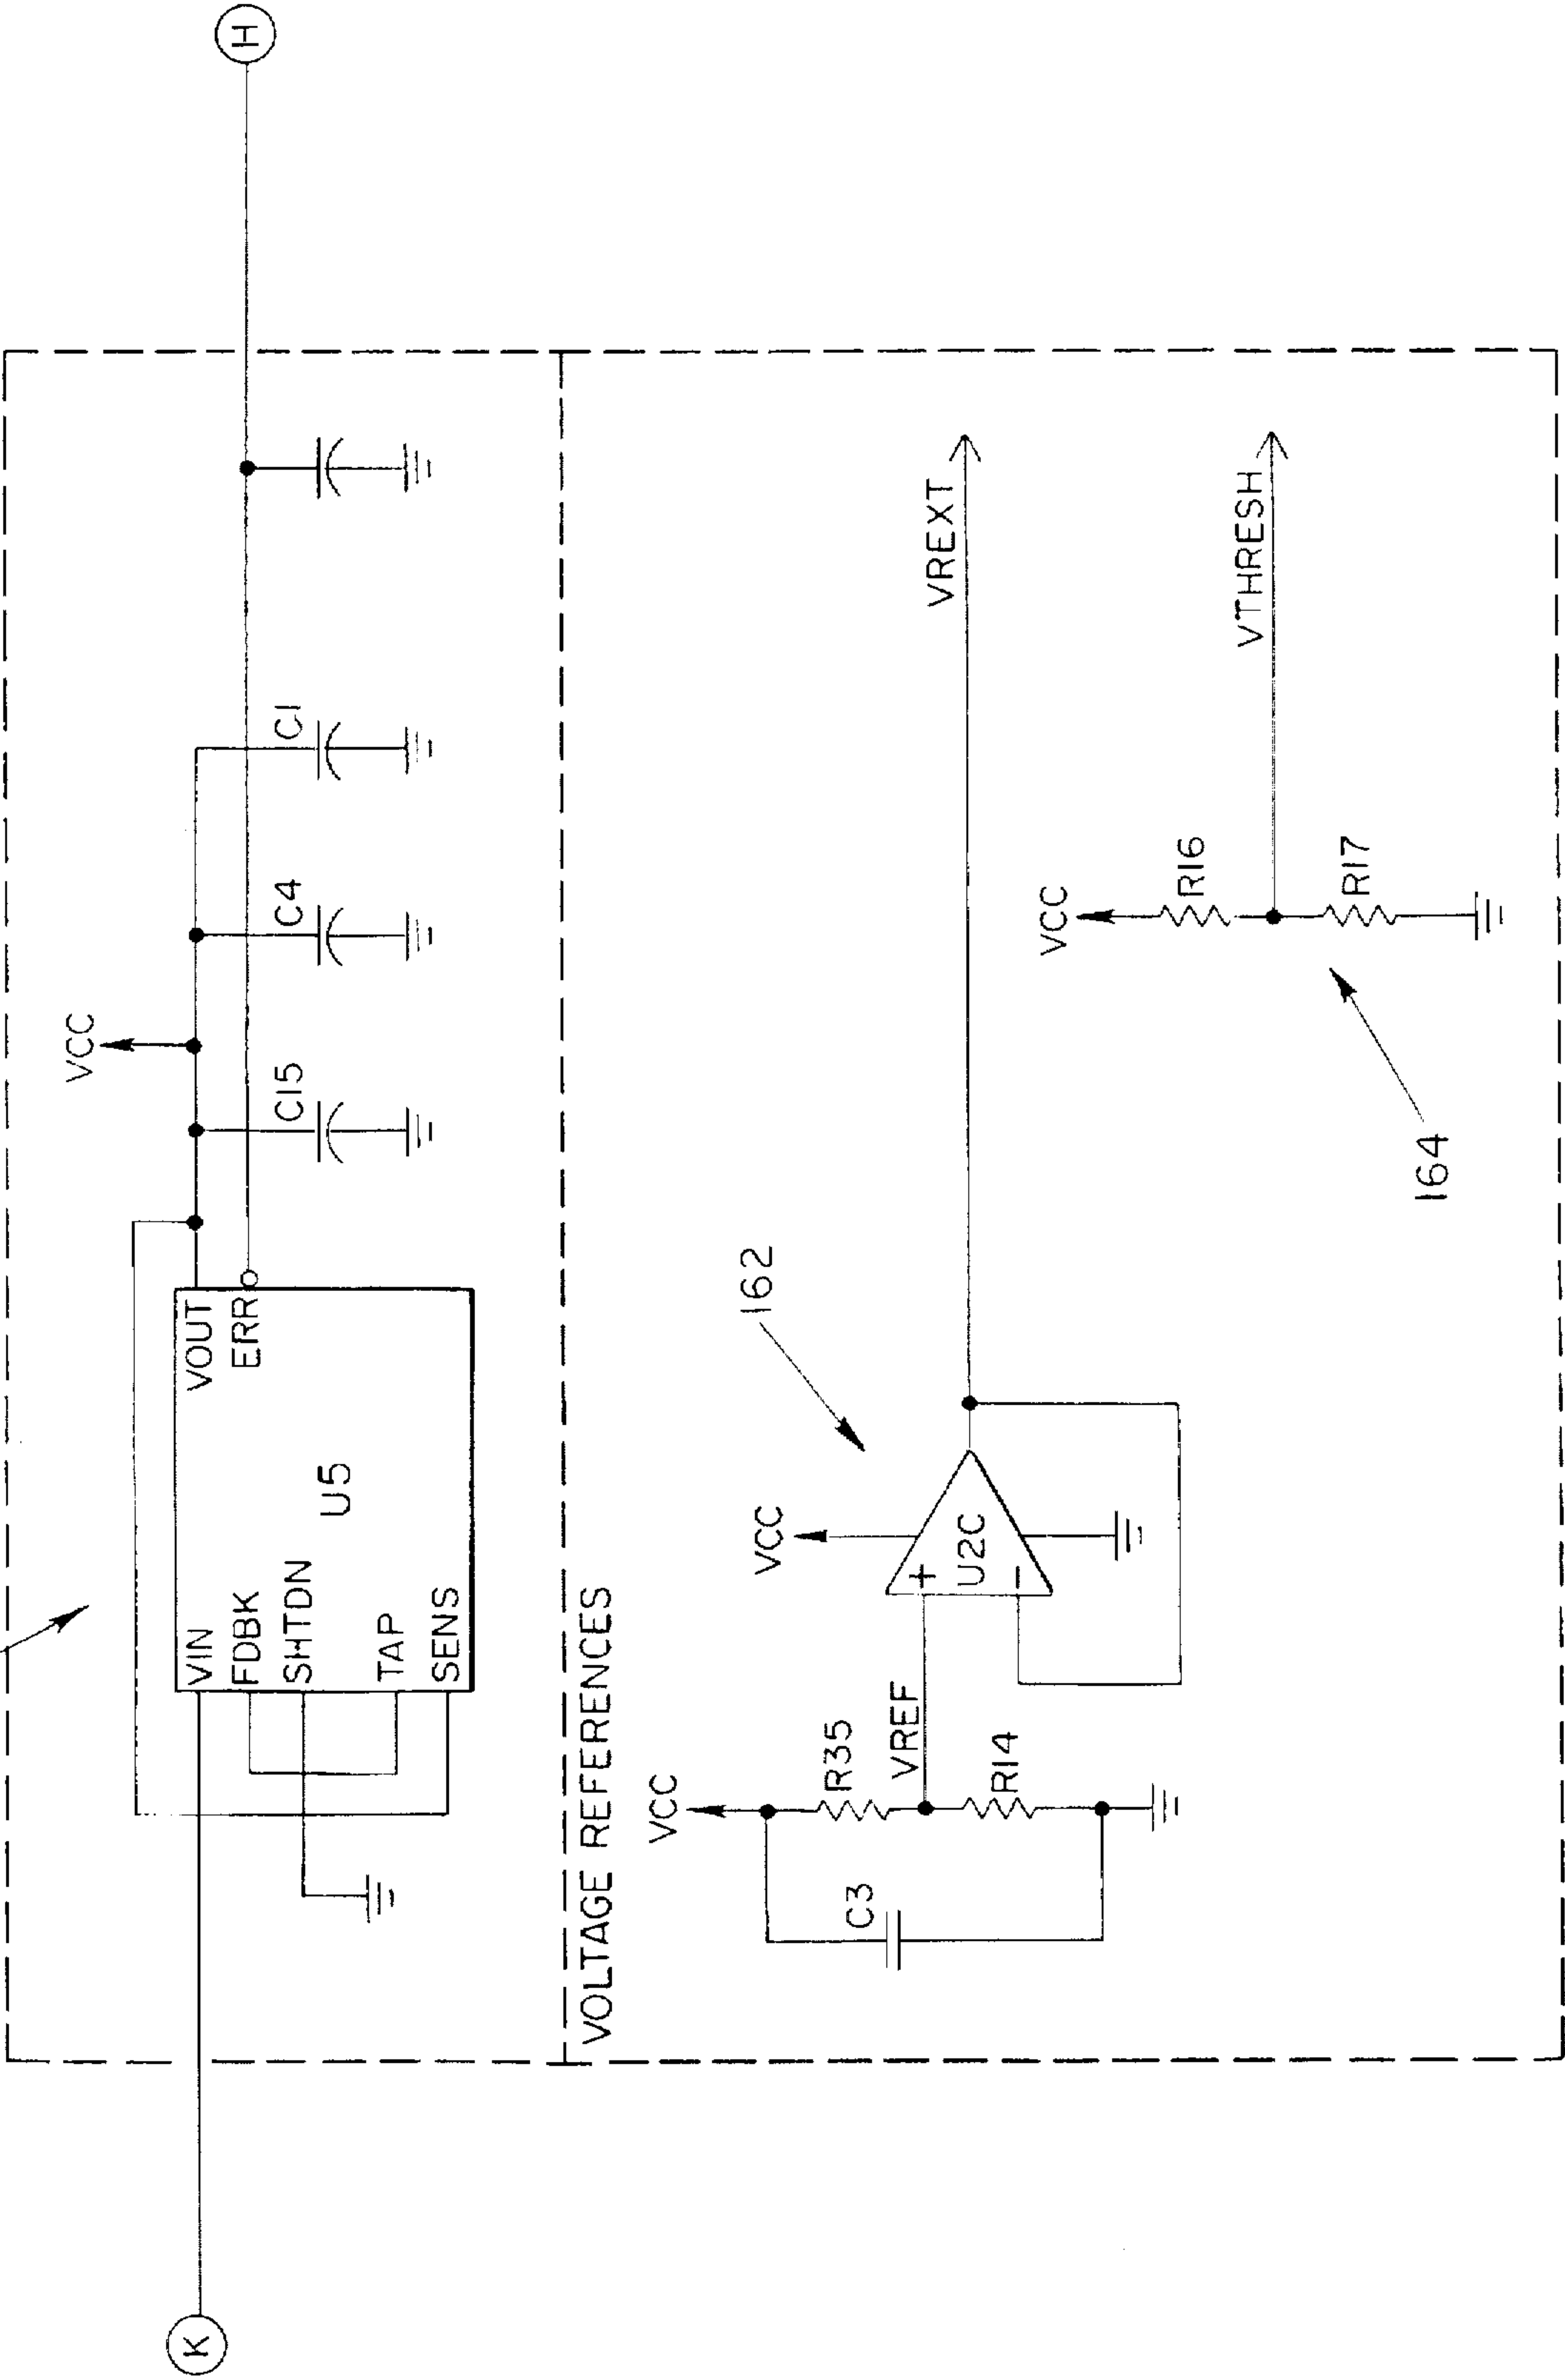 K
H
VCC
VIN
FDBK
SHTDN
TAP
SENS
U5
VOUT
ERR
C15
C4
C1
VOLTAGE REFERENCES
VCC
C3
R35
VREF
R14
VCC
+
U2C
-
162
VREXT
VCC
R16
R17
VTHRESH
164